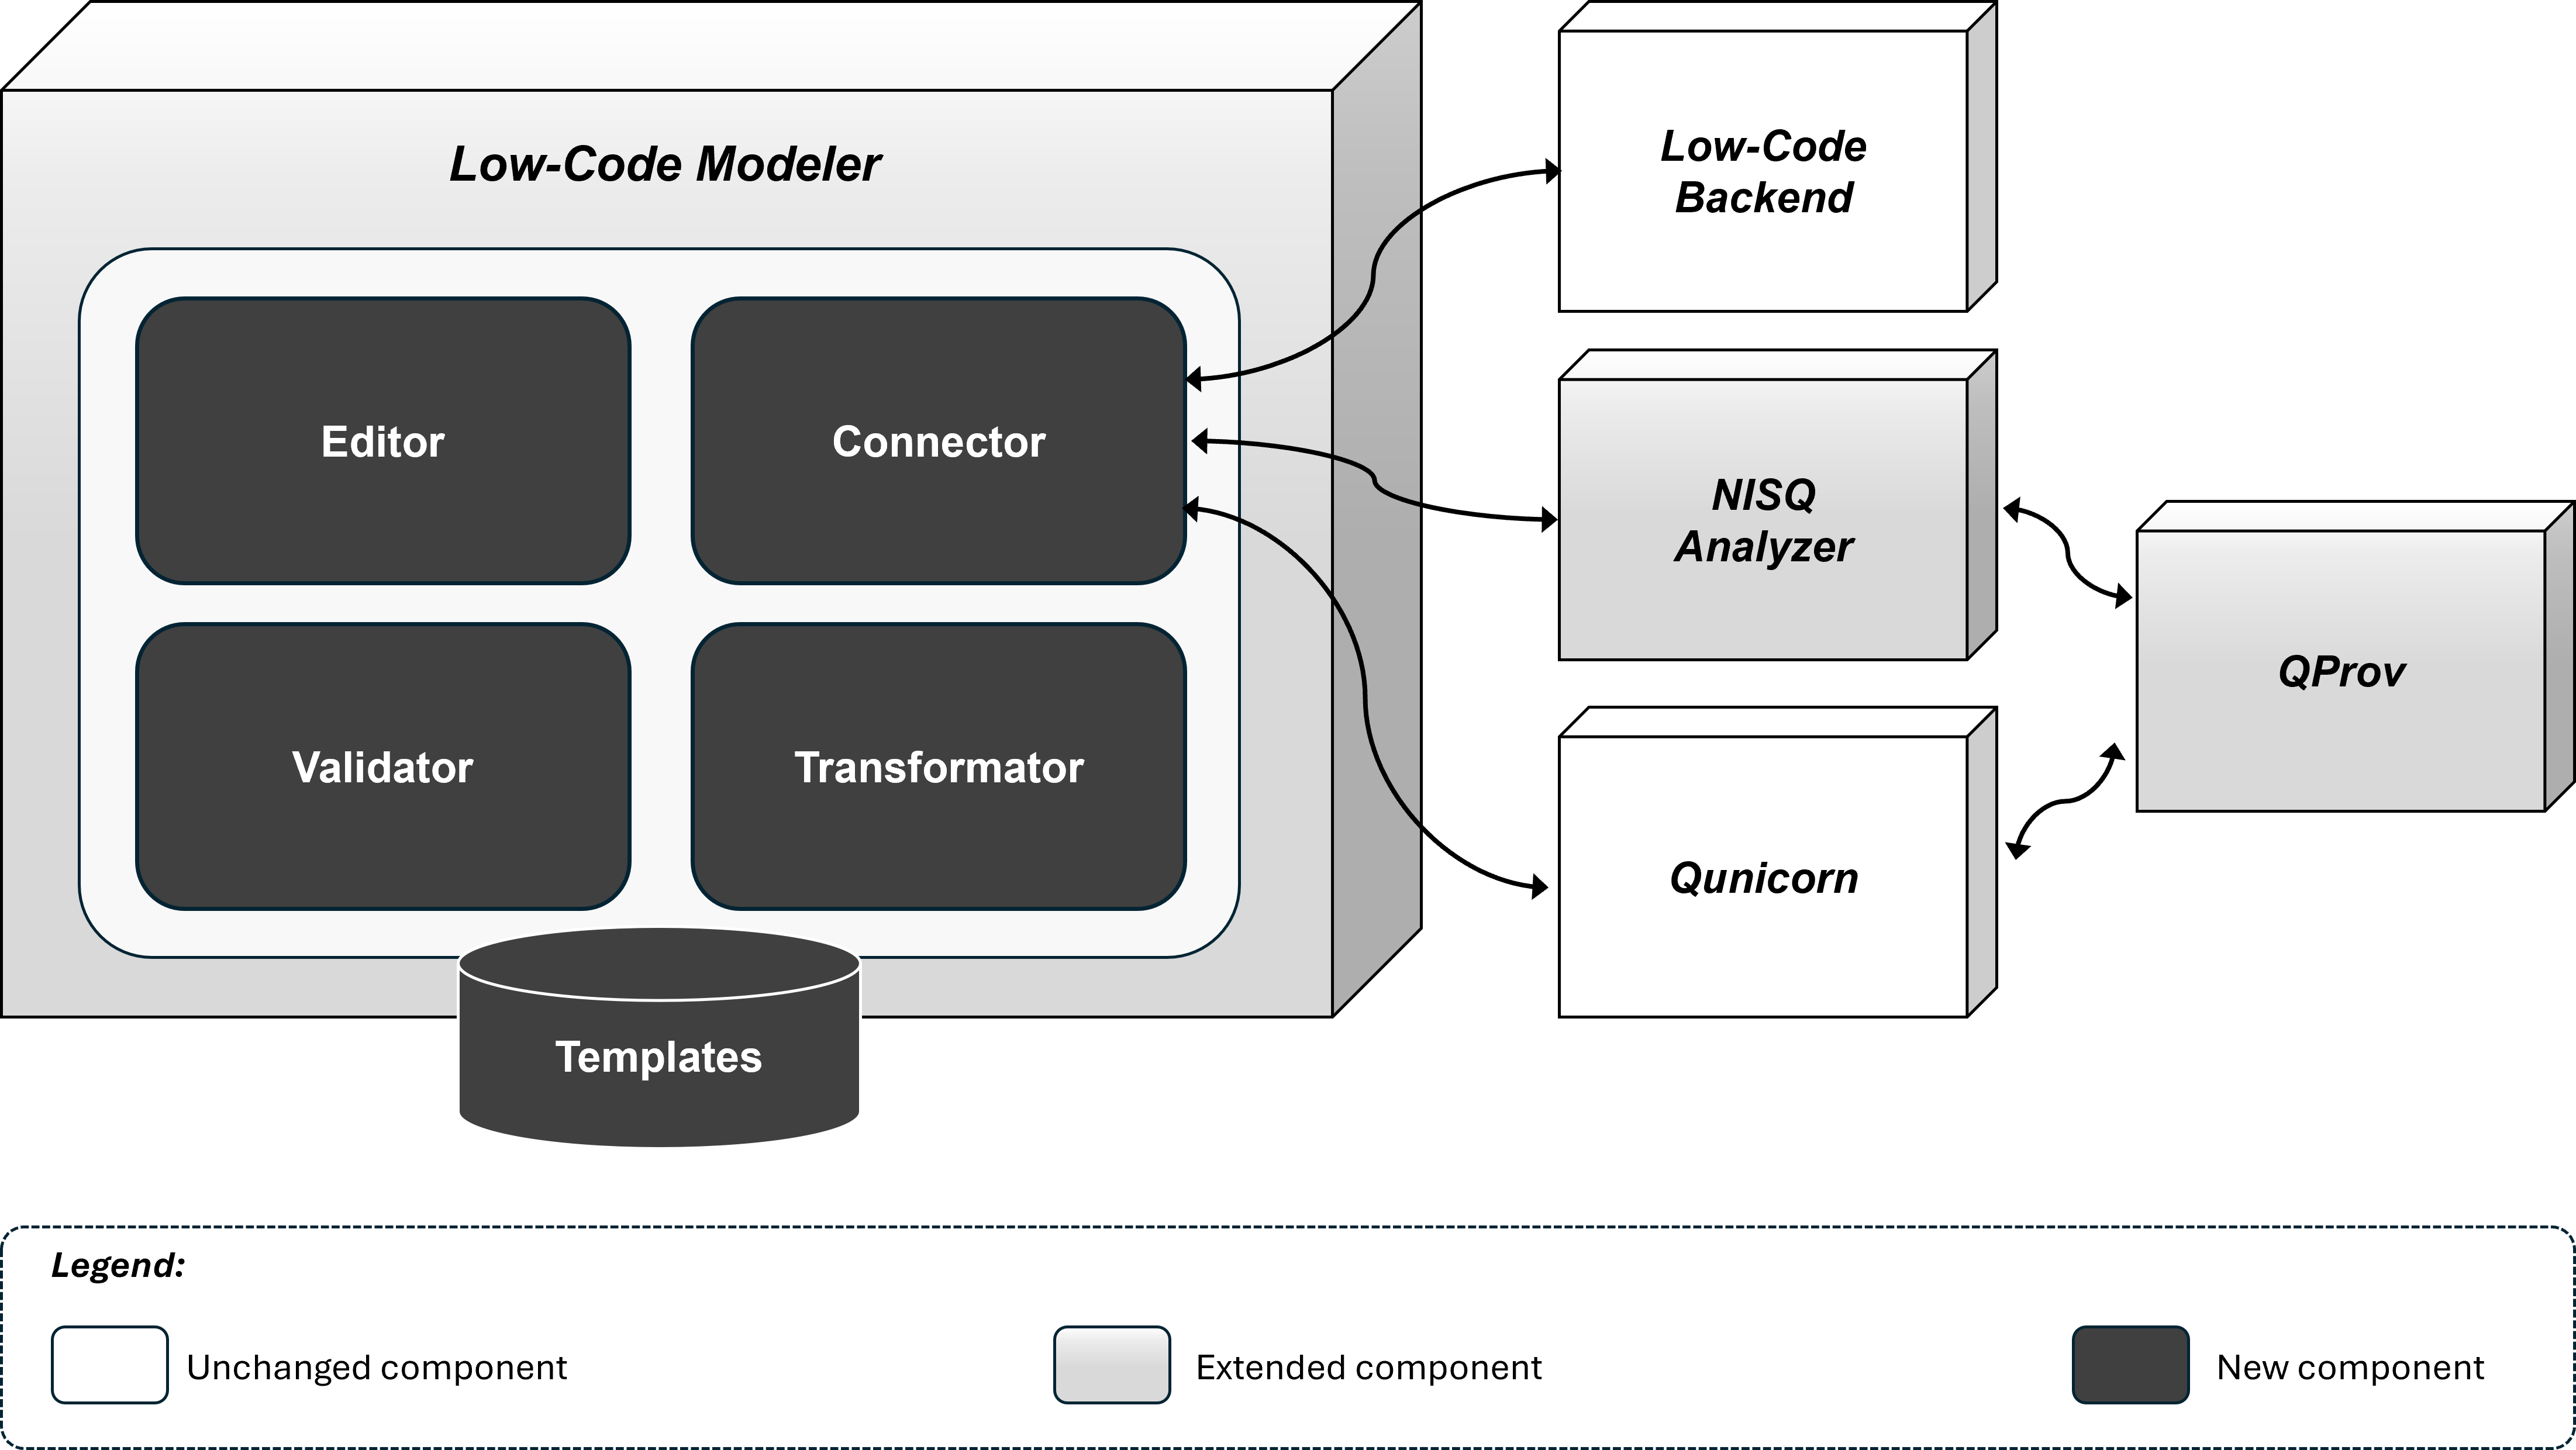 Low-Code Modeler
Editor
Connector
Validator
Transformator
Templates
Low-Code
Backend
NISQ
Analyzer
Qunicorn
QProv
Legend:
Unchanged component
Extended component
New component